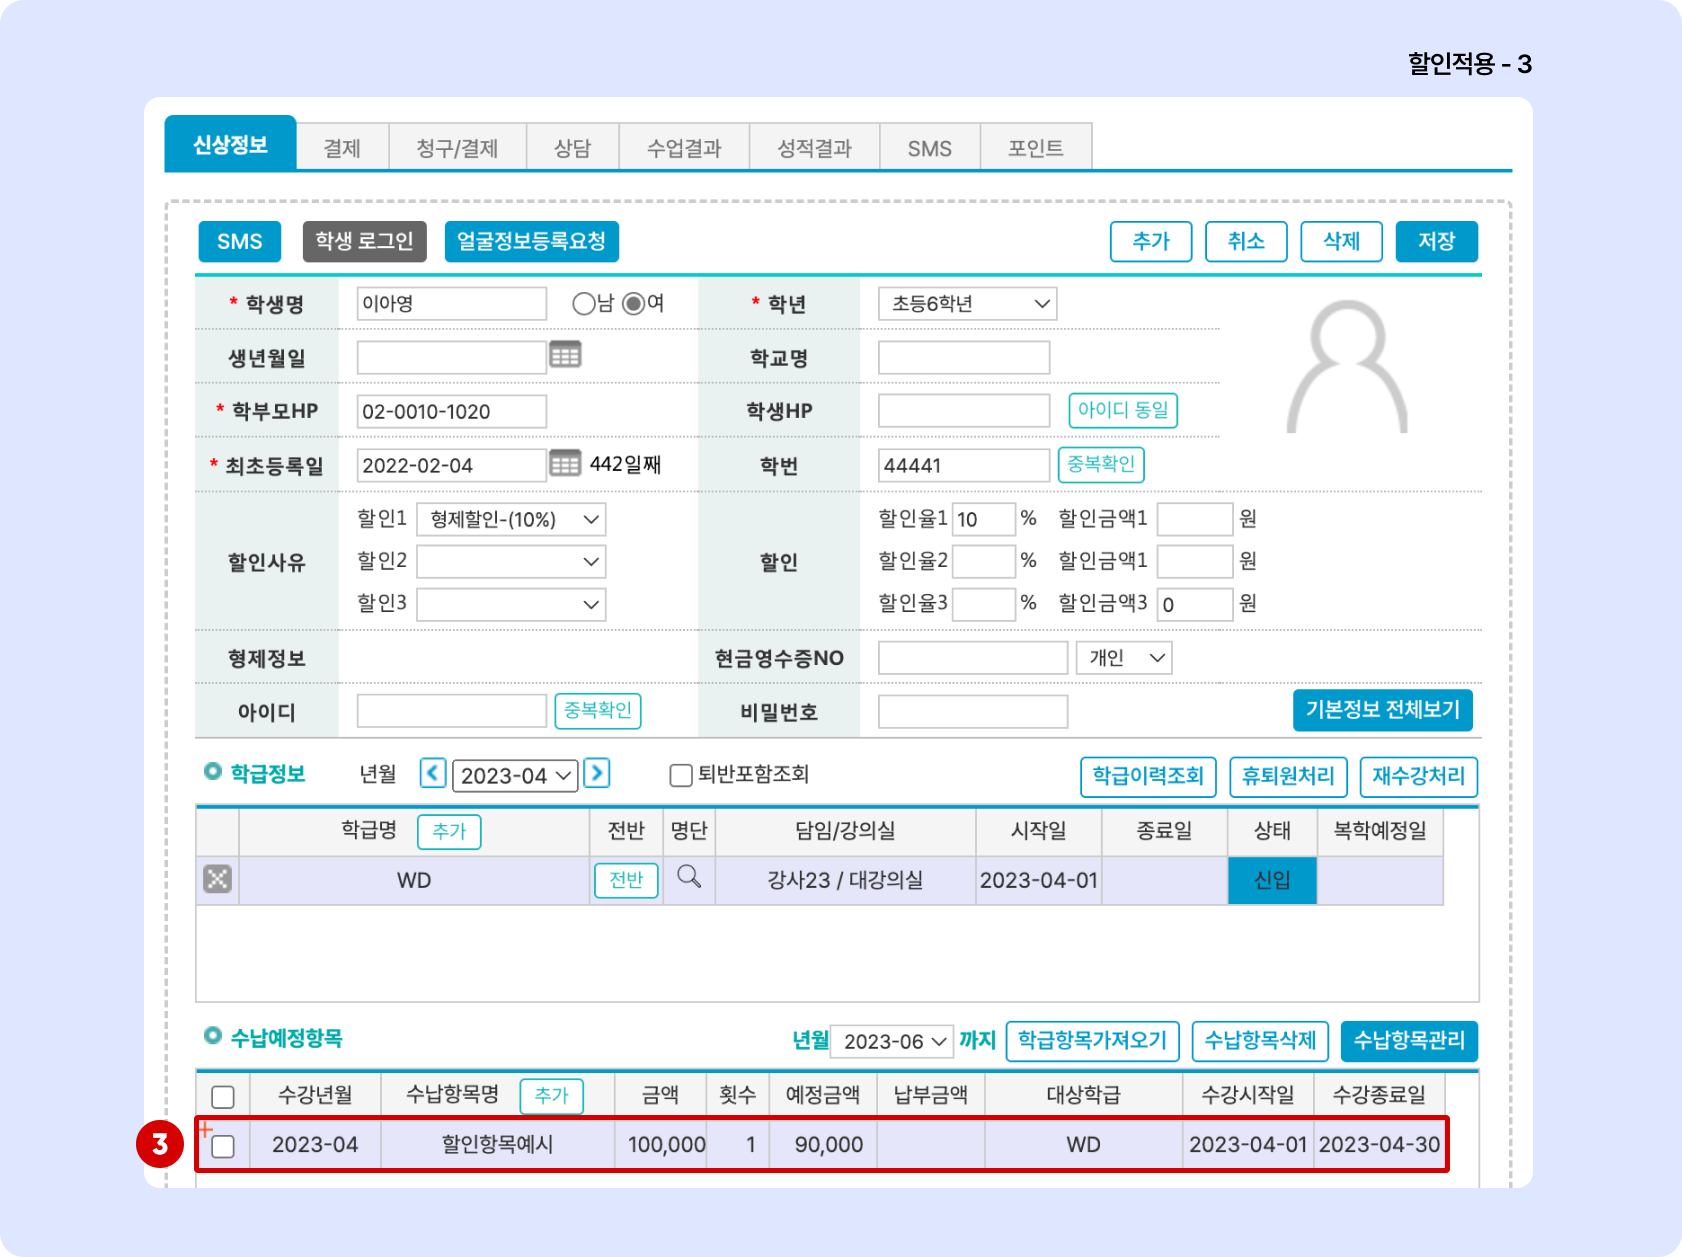 할인적용 - 3
신상정보 결제 청구/결제 상담 수업결과 성적결과 SMS 포인트
SMS 학생 로그인 얼굴정보등록요청 추가 취소 삭제 저장
* 학생명 이아영 남 여 * 학년 초등6학년
생년월일 학교명
* 학부모HP 02-0010-1020 학생HP 아이디 동일
* 최초등록일 2022-02-04 442일째 학번 44441 중복확인
할인사유 할인1 형제할인-(10%) 할인 할인율1 10 % 할인금액1 원
할인2 할인율2 % 할인금액1 원
할인3 할인율3 % 할인금액3 0 원
형제정보 현금영수증NO 개인
아이디 중복확인 비밀번호 기본정보 전체보기
학급정보 년월 < 2023-04 > 퇴반포함조회 학급이력조회 휴퇴원처리 재수강처리
학급명 추가 전반 명단 담임/강의실 시작일 종료일 상태 복학예정일
WD 전반 강사23 / 대강의실 2023-04-01 신입
수납예정항목 년월 2023-06 까지 학급항목가져오기 수납항목삭제 수납항목관리
수강년월 수납항목명 추가 금액 횟수 예정금액 납부금액 대상학급 수강시작일 수강종료일
3 2023-04 할인항목예시 100,000 1 90,000 WD 2023-04-01 2023-04-30